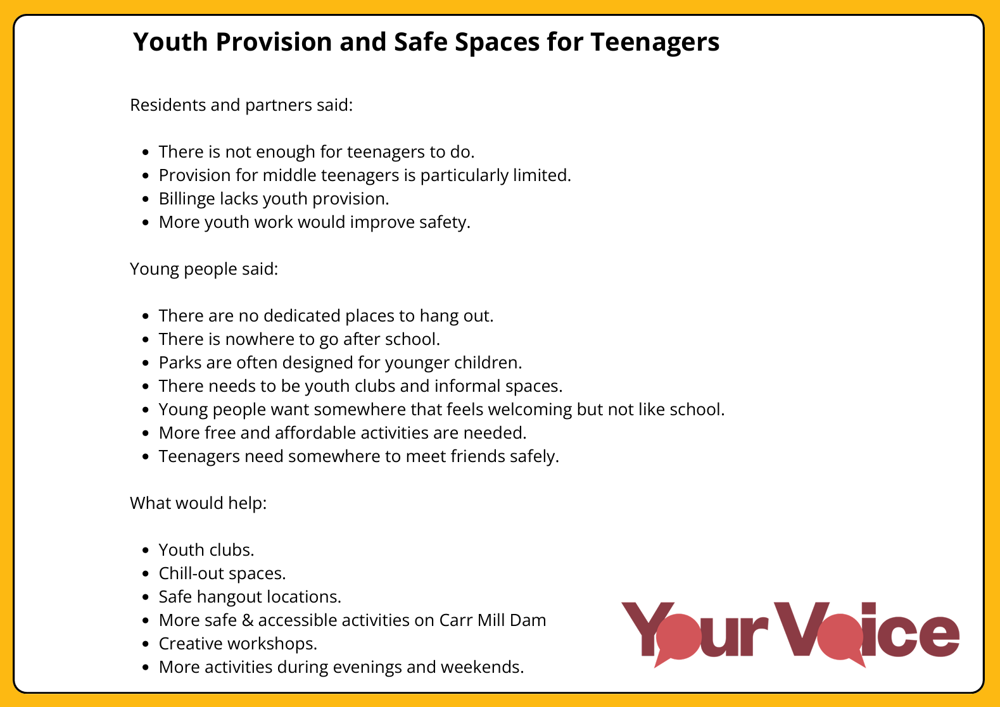 Youth Provision and Safe Spaces for Teenagers
Residents and partners said:
• There is not enough for teenagers to do.
• Provision for middle teenagers is particularly limited.
• Billinge lacks youth provision.
• More youth work would improve safety.
Young people said:
• There are no dedicated places to hang out.
• There is nowhere to go after school.
• Parks are often designed for younger children.
• There needs to be youth clubs and informal spaces.
• Young people want somewhere that feels welcoming but not like school.
• More free and affordable activities are needed.
• Teenagers need somewhere to meet friends safely.
What would help:
• Youth clubs.
• Chill-out spaces.
• Safe hangout locations.
• More safe & accessible activities on Carr Mill Dam
• Creative workshops.
• More activities during evenings and weekends.
Your Voice